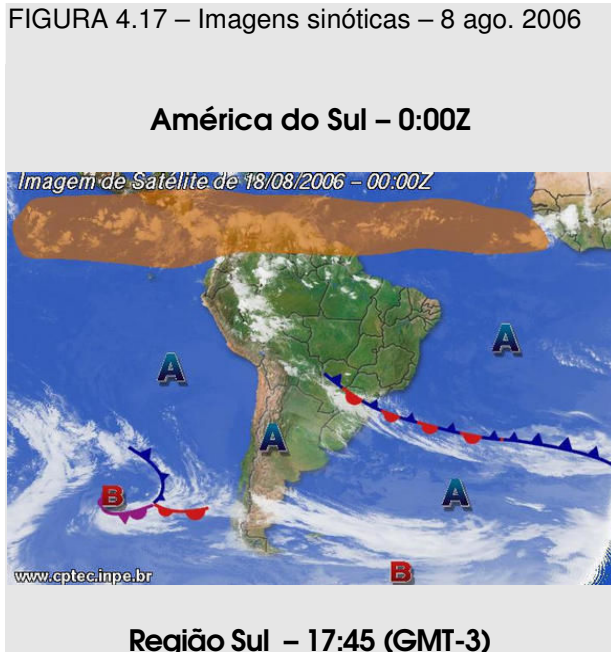 FIGURA 4.17 – Imagens sinóticas – 8 ago. 2006
América do Sul – 0:00Z
Imagem de Satélite de 18/08/2006 – 00:00Z
A
A
A
A
B
B
www.cptec.inpe.br
Região Sul – 17:45 (GMT-3)